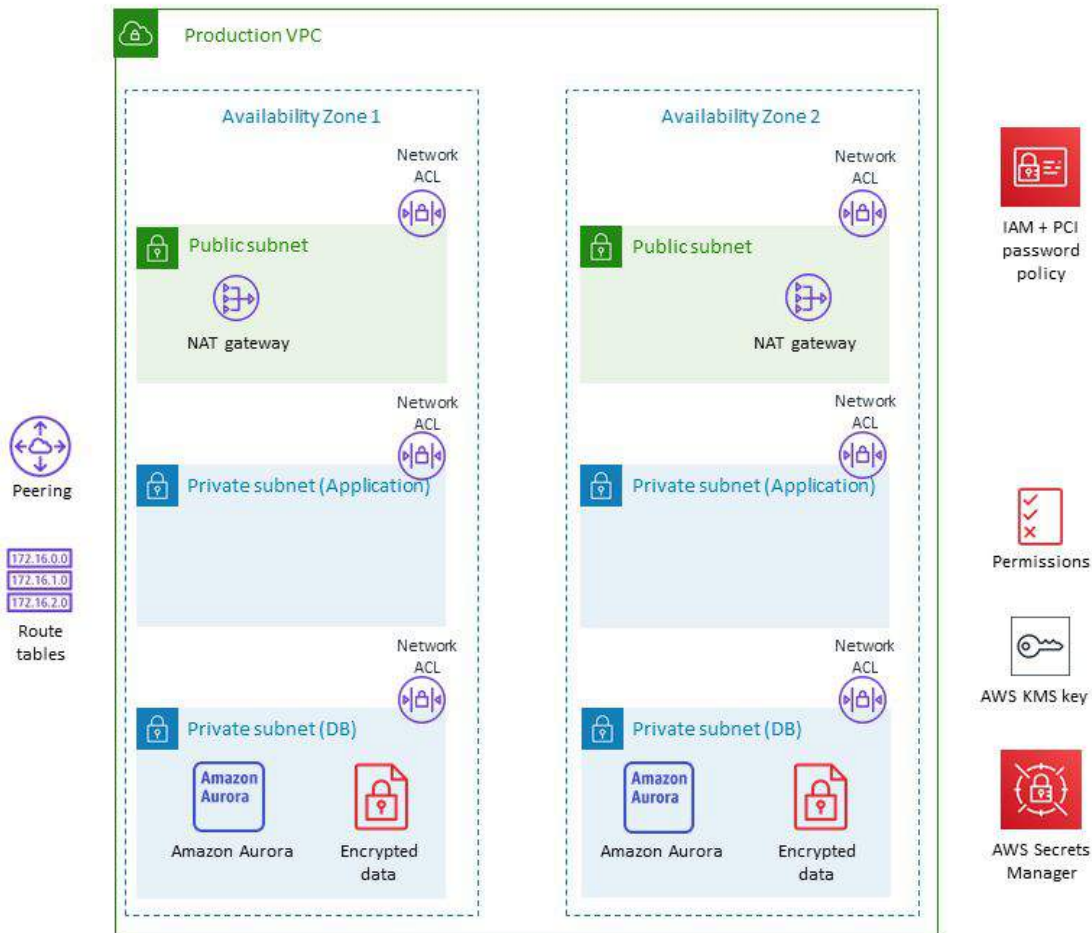 Production VPC
Availability Zone 1
Availability Zone 2
Network
ACL
Network
ACL
IAM + PCI
password
policy
Public subnet
Public subnet
NAT gateway
NAT gateway
Network
ACL
Network
ACL
Peering
Private subnet (Application)
Private subnet (Application)
172.16.0.0
172.16.1.0
172.16.2.0
Route
tables
Permissions
Network
ACL
Network
ACL
AWS KMS key
Private subnet (DB)
Private subnet (DB)
Amazon
Aurora
Amazon
Aurora
Amazon Aurora
Encrypted
data
Amazon Aurora
Encrypted
data
AWS Secrets
Manager